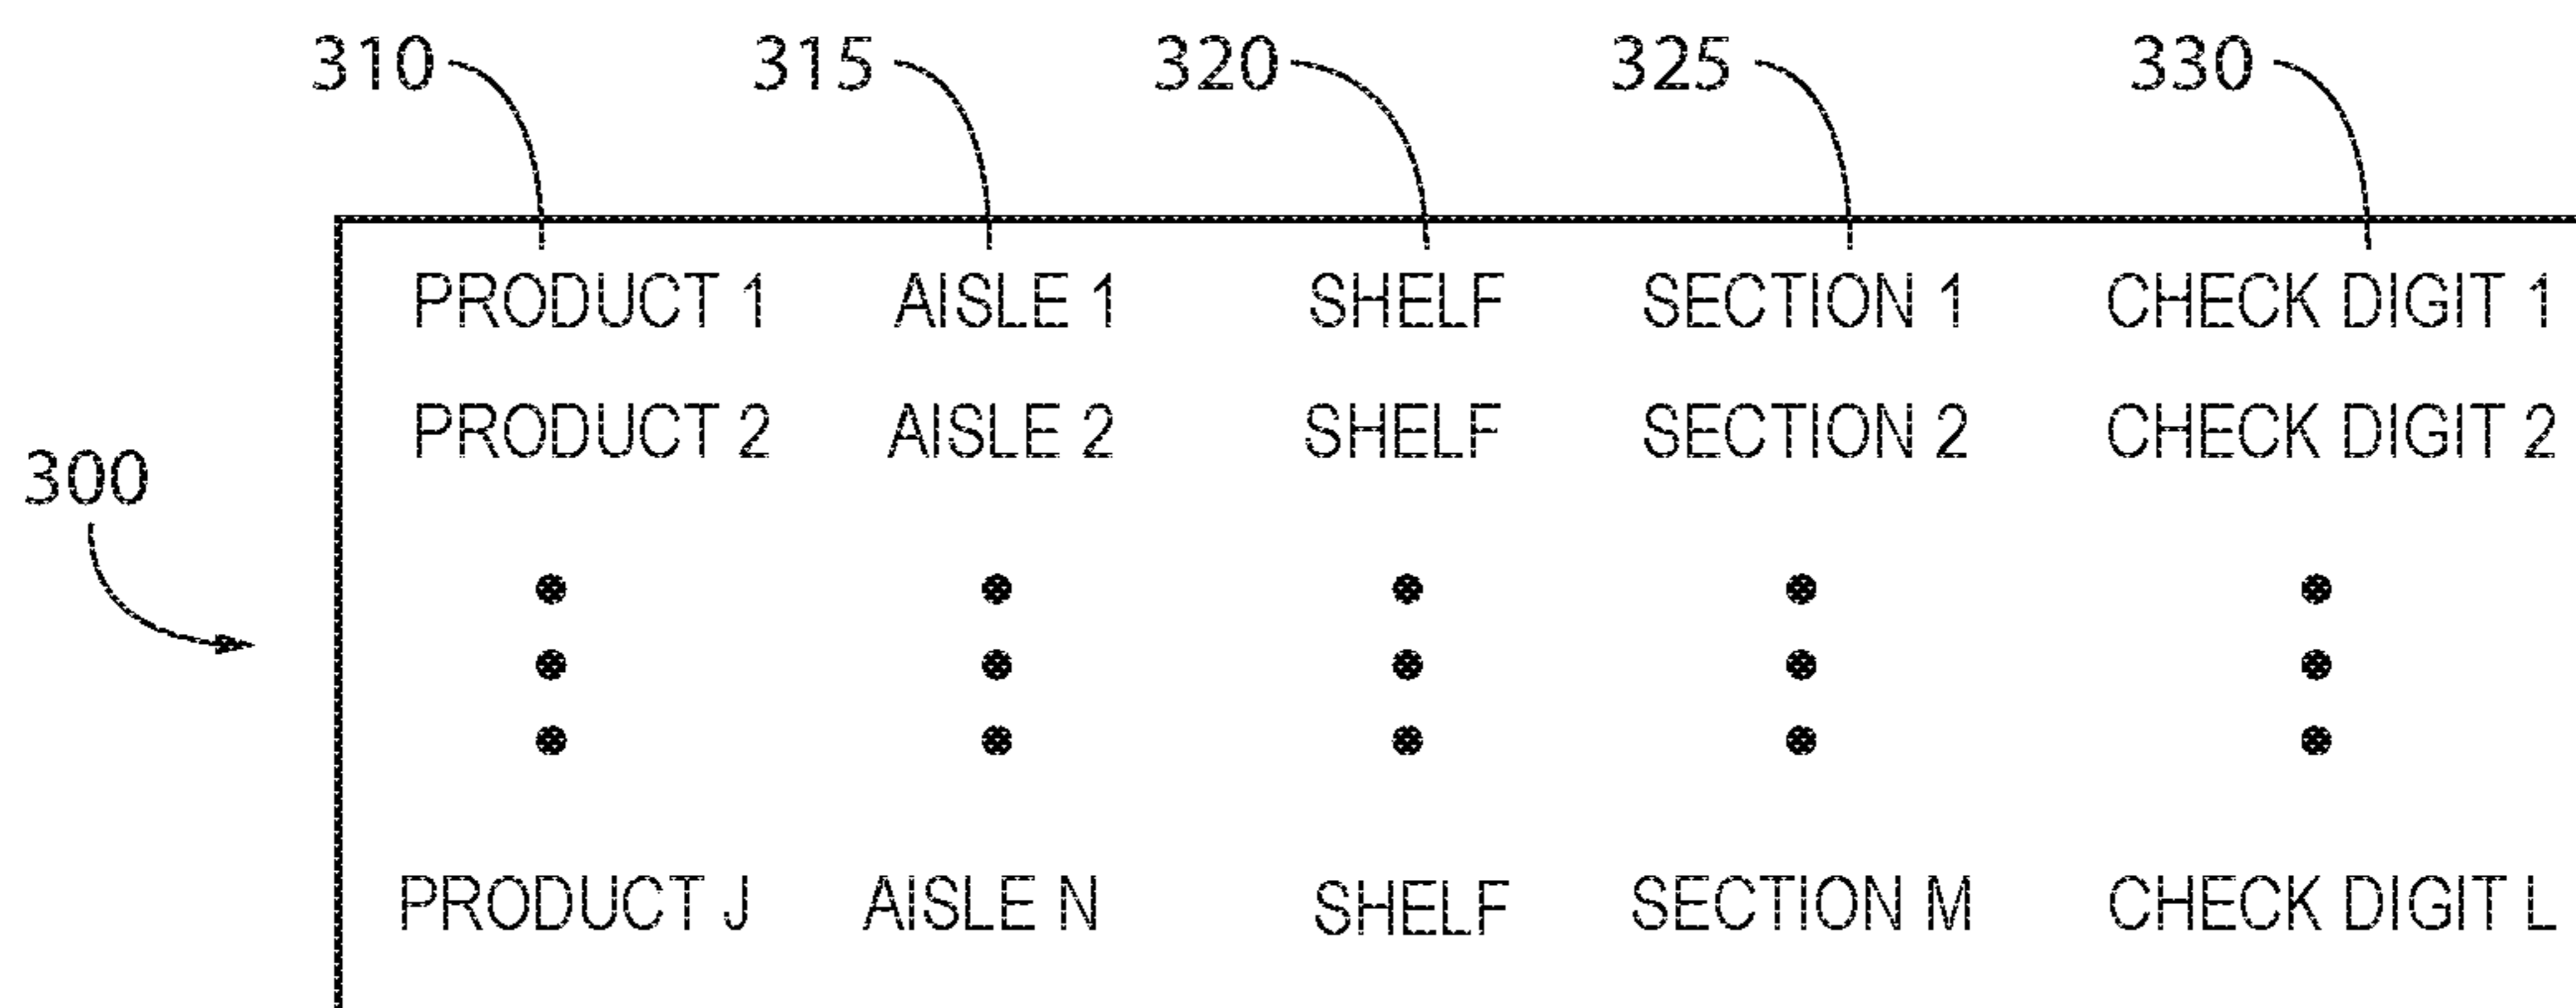 310 315 320 325 330
PRODUCT 1 AISLE 1 SHELF SECTION 1 CHECK DIGIT 1
PRODUCT 2 AISLE 2 SHELF SECTION 2 CHECK DIGIT 2
300
PRODUCT J AISLE N SHELF SECTION M CHECK DIGIT L